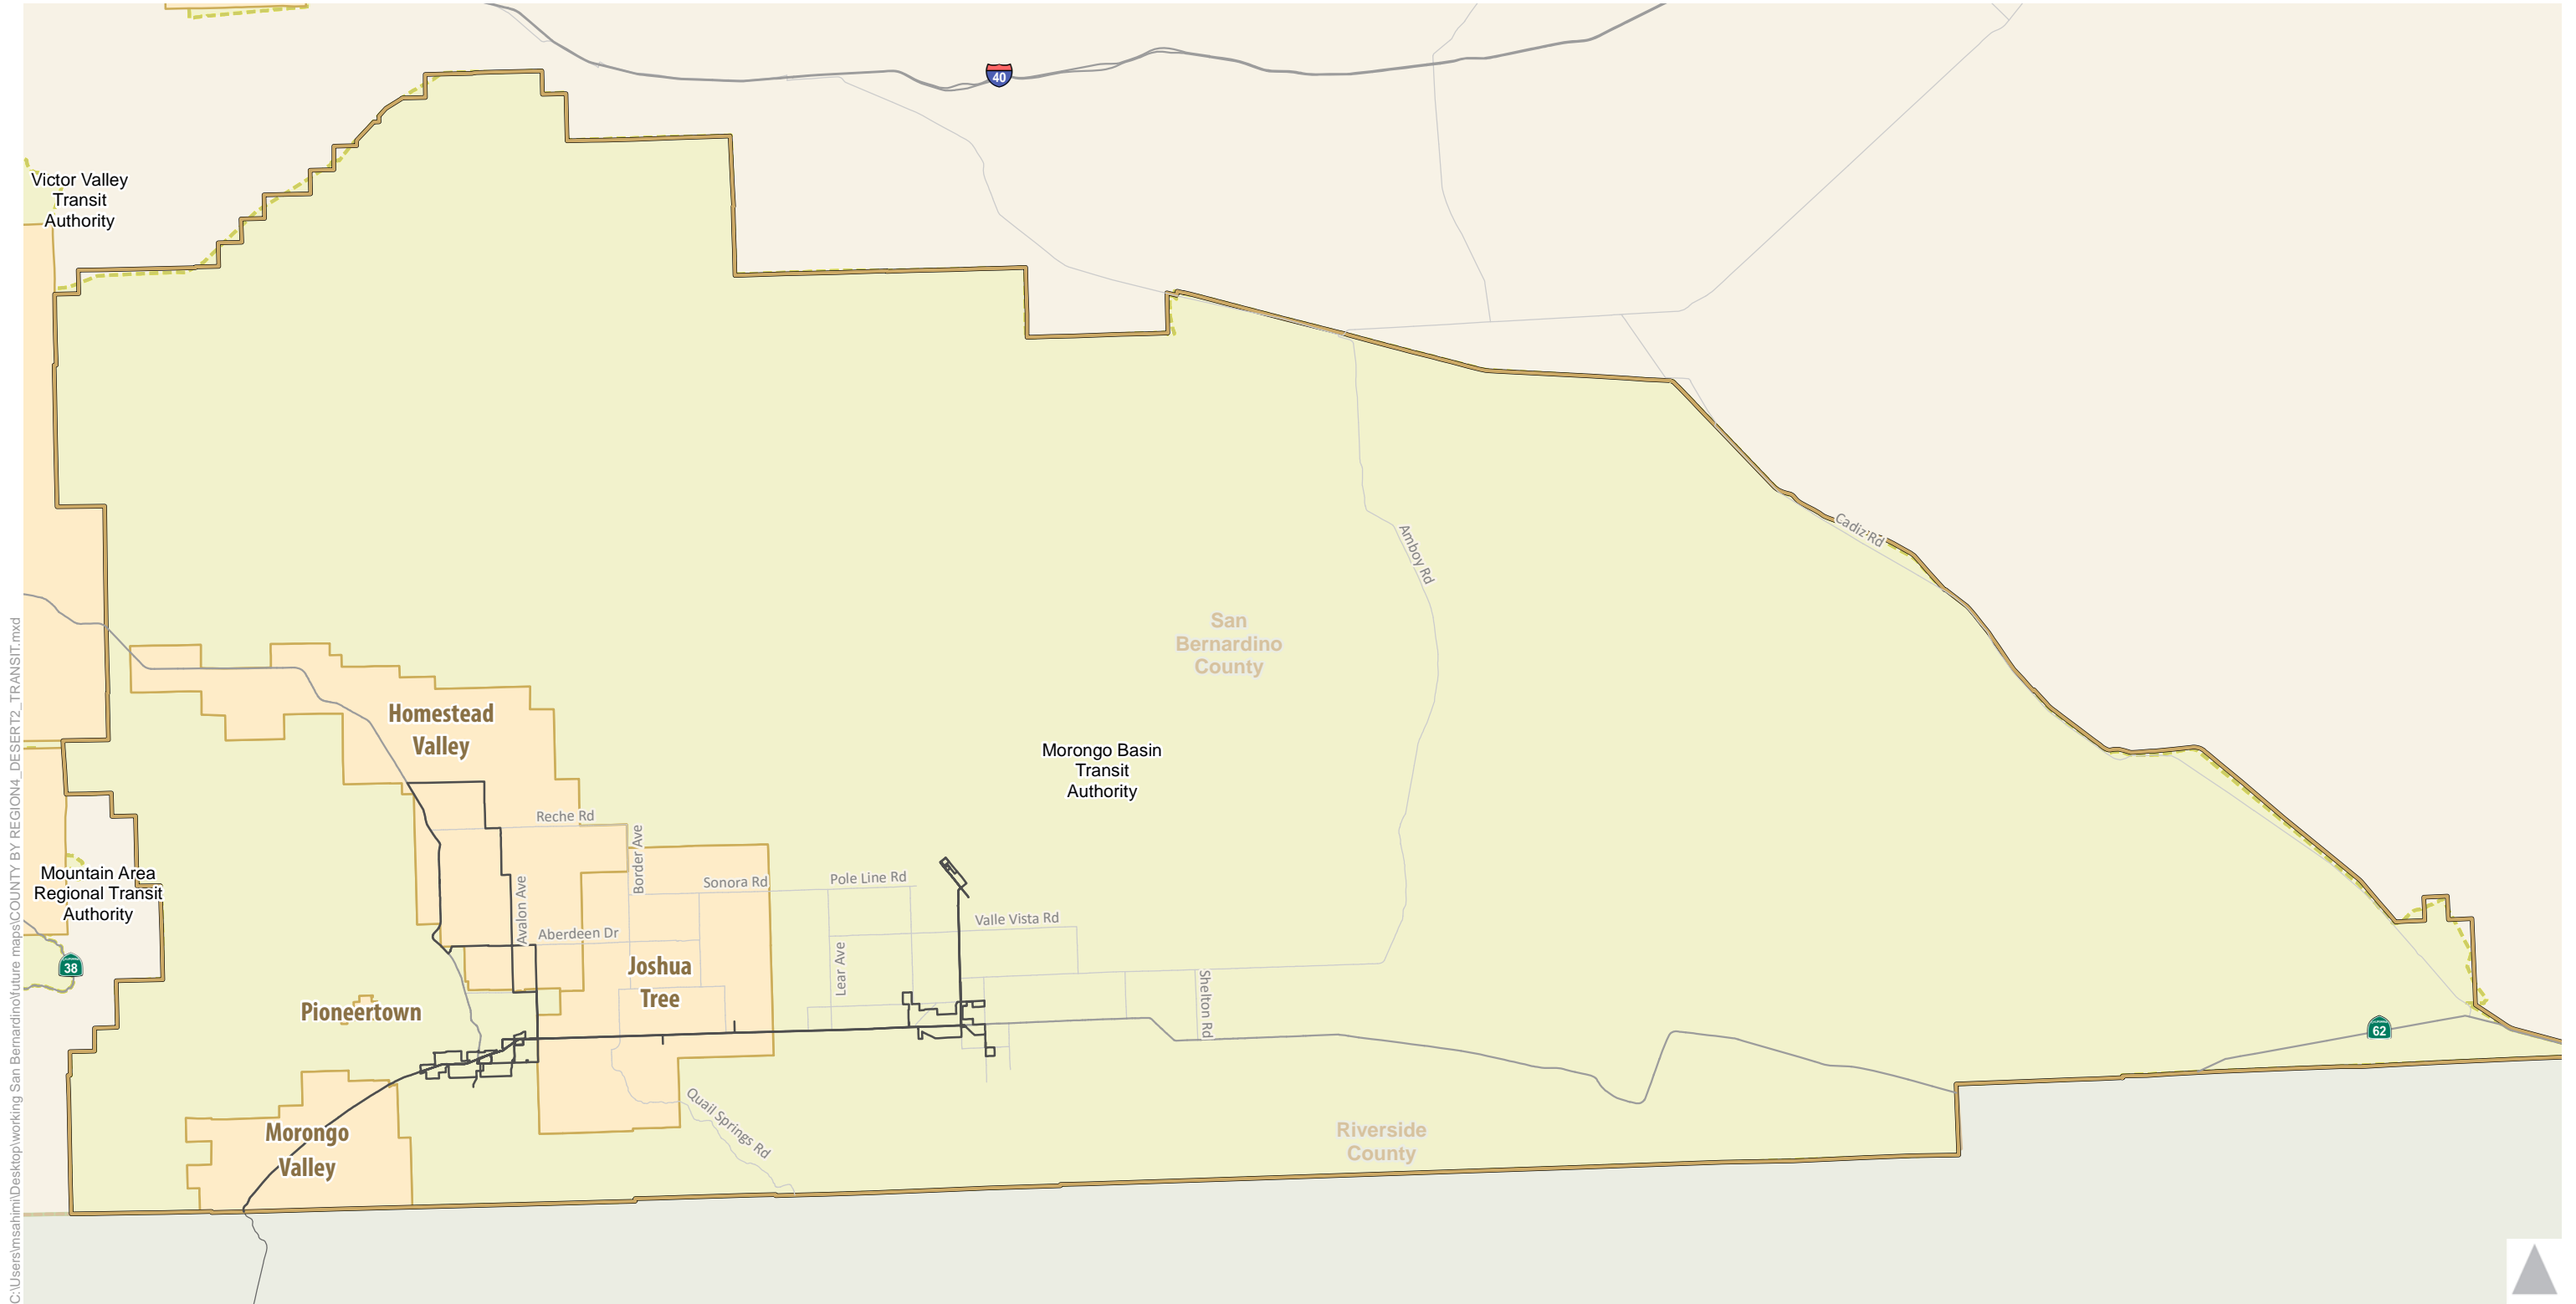 40
Victor Valley
Transit
Authority
Cadiz Rd
Amboy Rd
San
Bernardino
County
Homestead
Valley
Morongo Basin
Transit
Authority
Reche Rd
Border Ave
Mountain Area
Regional Transit
Authority
Avalon Ave
Sonora Rd
Pole Line Rd
Valle Vista Rd
Aberdeen Dr
38
Joshua
Tree
Lear Ave
Shelton Rd
Pioneertown
62
Quail Springs Rd
Morongo
Valley
Riverside
County
C:\Users\msahimi\Desktop\working San Bernardino\future maps\COUNTY BY REGION4_DESERT2_TRANSIT.mxd